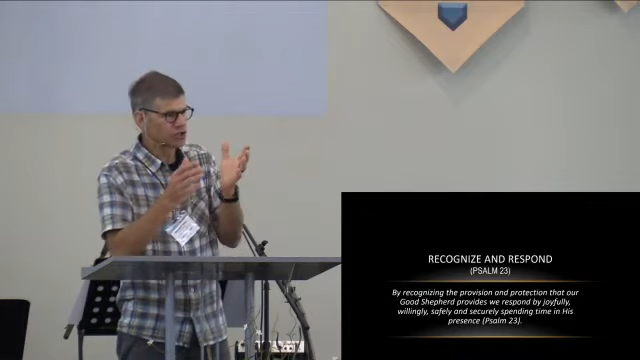 RECOGNIZE AND RESPOND
(PSALM 23)
By recognizing the provision and protection that our
Good Shepherd provides we respond by joyfully,
willingly, safely and securely spending time in His
presence (Psalm 23).